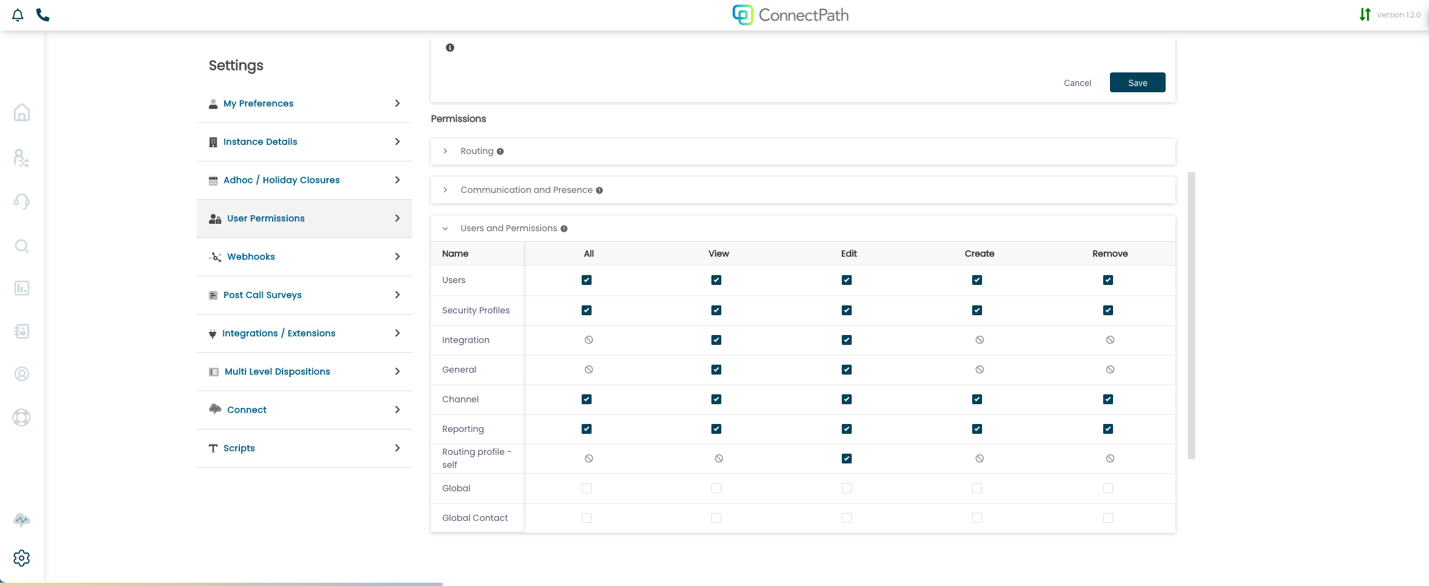 ConnectPath
Version 1.2.0
Settings
My Preferences
Instance Details
Adhoc / Holiday Closures
User Permissions
Webhooks
Post Call Surveys
Integrations / Extensions
Multi Level Dispositions
Connect
Scripts
Cancel Save
Permissions
Routing
Communication and Presence
Users and Permissions
Name All View Edit Create Remove
Users
Security Profiles
Integration
General
Channel
Reporting
Routing profile -
self
Global
Global Contact